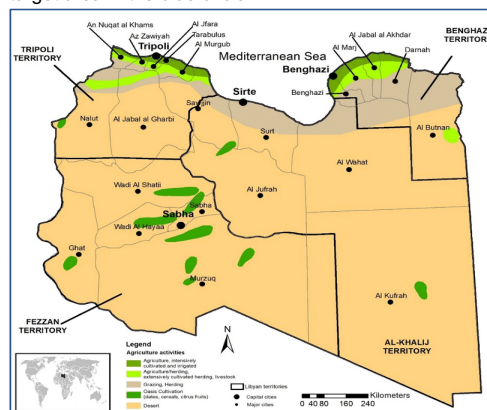 An Nuqat al Khams
Az Zawiyah
Al Jfara
Tripoli
Tarabulus
Al Murgub
TRIPOLI
TERRITORY
Mediterranean Sea
Al Jabal al Akhdar
Al Marj
Darnah
BENGHAZI
TERRITORY
Benghazi
Benghazi
Sirte
Sawfjin
Surt
Nalut
Al Jabal al Gharbi
Al Butnan
Al Wahat
Wadi Al Shatii
Al Jufrah
Sabha
Sabha
Wadi Al Hayaa
Ghat
Murzuq
Al Kufrah
FEZZAN
TERRITORY
AL-KHALIJ
TERRITORY
N
Legend
Agriculture activities
Agriculture, intensively
cultivated and irrigated
Agriculture/herding,
extensively cultivated herding, livestock
Grazing, Herding
Oasis Cultivation
(dates, cereals, citrus fruits)
Desert
Libyan territories
Capital cities
Major cities
Kilometers
0 40 80 160 240